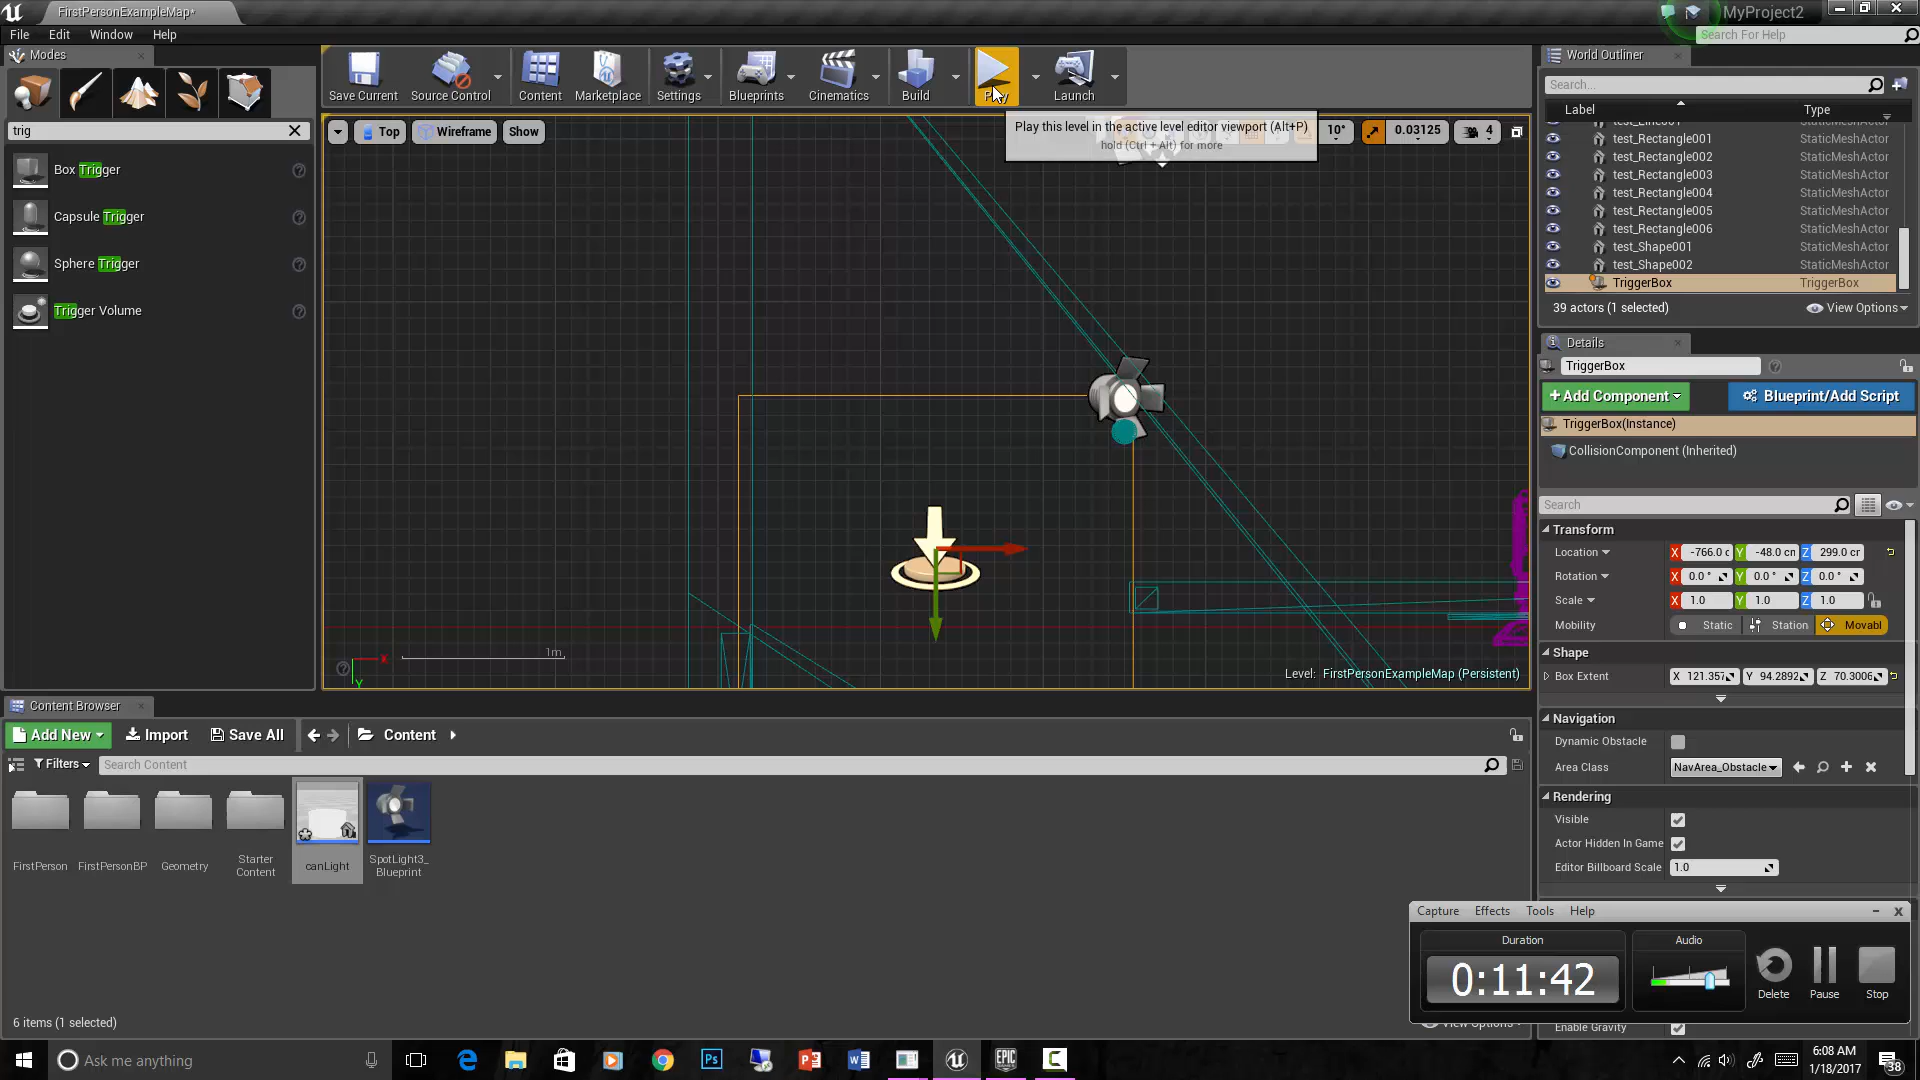 FirstPersonExampleMap*
MyProject2
File Edit Window Help
Search For Help
Modes
trig
Box Trigger
Capsule Trigger
Sphere Trigger
Trigger Volume
Save Current
Source Control
Content
Marketplace
Settings
Blueprints
Cinematics
Build
Play
Launch
Top
Wireframe
Show
Play this level in the active level editor viewport (Alt+P)
hold (Ctrl + Alt) for more
10°
0.03125
4
1m
X
Y
Level: FirstPersonExampleMap (Persistent)
World Outliner
Search...
Label Type
test_Rectangle001 StaticMeshActor
test_Rectangle002 StaticMeshActor
test_Rectangle003 StaticMeshActor
test_Rectangle004 StaticMeshActor
test_Rectangle005 StaticMeshActor
test_Rectangle006 StaticMeshActor
test_Shape001 StaticMeshActor
test_Shape002 StaticMeshActor
TriggerBox TriggerBox
39 actors (1 selected)
View Options
Details
TriggerBox
+Add Component
Blueprint/Add Script
TriggerBox(Instance)
CollisionComponent (Inherited)
Search
Transform
Location X -766.0 c Y -48.0 cn Z 299.0 cr
Rotation X 0.0 ° Y 0.0 ° Z 0.0 °
Scale X 1.0 Y 1.0 Z 1.0
Mobility Static Station Movabl
Shape
Box Extent X 121.357 Y 94.2892 Z 70.3006
Navigation
Dynamic Obstacle
Area Class NavArea_Obstacle
Rendering
Visible
Actor Hidden In Game
Editor Billboard Scale 1.0
Enable Gravity
Content Browser
Add New
Import
Save All
Content
Filters
Search Content
FirstPerson
FirstPersonBP
Geometry
Starter
Content
canLight
SpotLight3_
Blueprint
6 items (1 selected)
View Options
Capture Effects Tools Help
Duration
0:11:42
Audio
Delete
Pause
Stop
Ask me anything
6:08 AM
1/18/2017
38